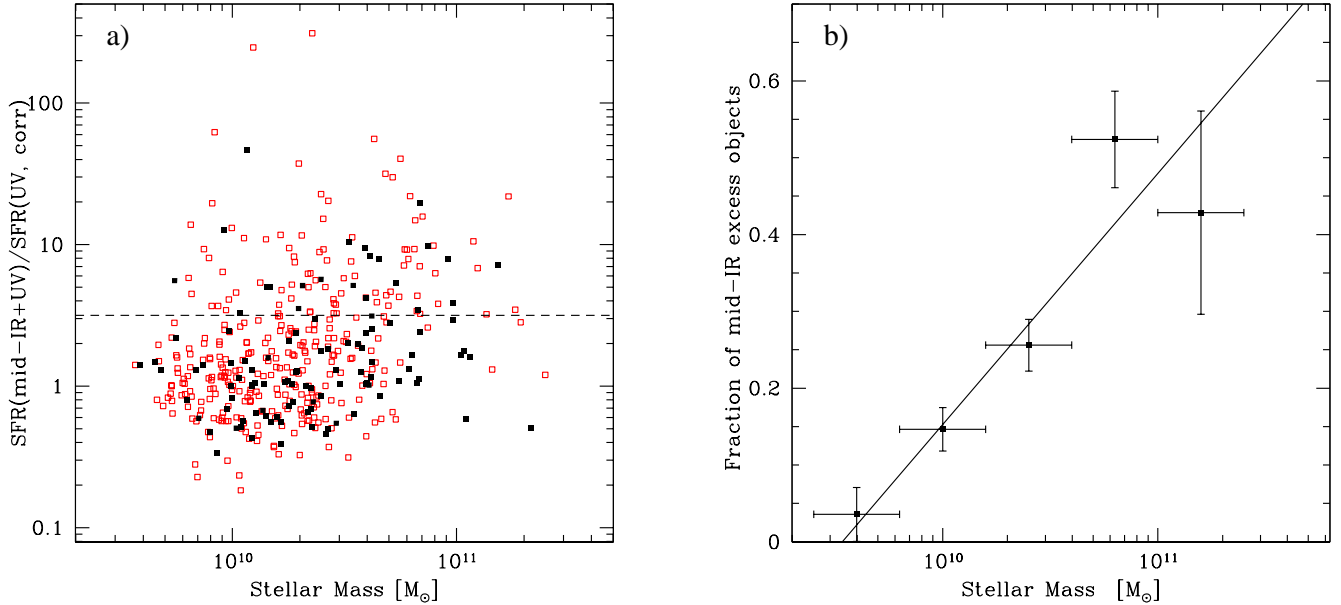 a)
100
10
1
0.1
SFR(mid−IR+UV)/SFR(UV, corr)
10¹⁰
10¹¹
Stellar Mass [M☉]
b)
0.6
0.4
0.2
0
Fraction of mid−IR excess objects
10¹⁰
10¹¹
Stellar Mass [M☉]